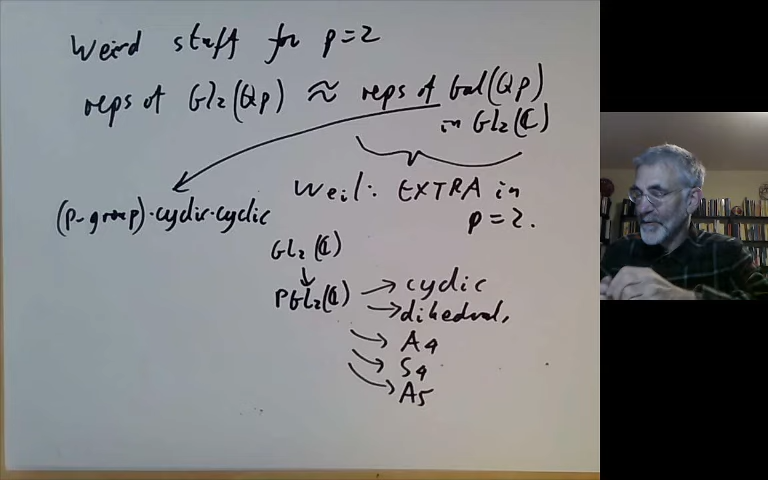 Weird stuff for p=2
reps of Gl₂(Qp) ≈ reps of Gal(Qp)
in Gl₂(ℂ)
Weil: EXTRA in
p=2.
(p-group)·cyclic·cyclic
GL₂(ℂ)
↓
PGL₂(ℂ) → cyclic
→ dihedral,
→ A4
→ S4
→ A5